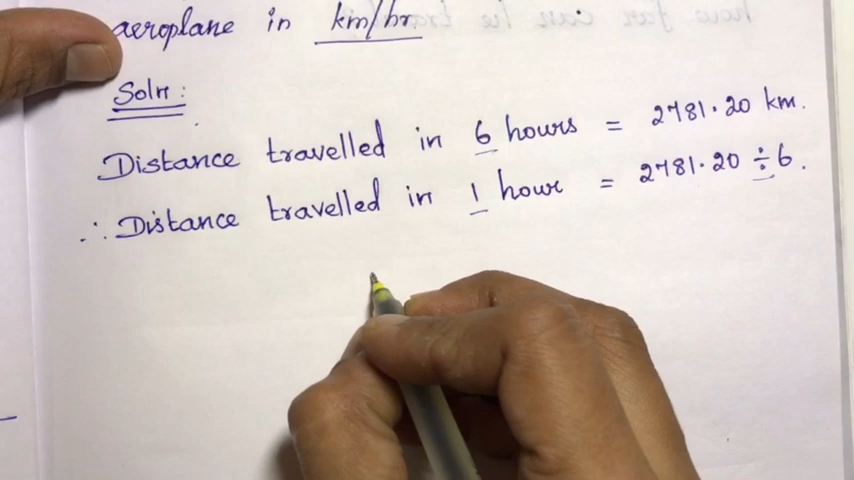 aeroplane in km/hr.
Soln:
Distance travelled in 6 hours = 2781.20 km.
∴ Distance travelled in 1 hour = 2781.20 ÷ 6.